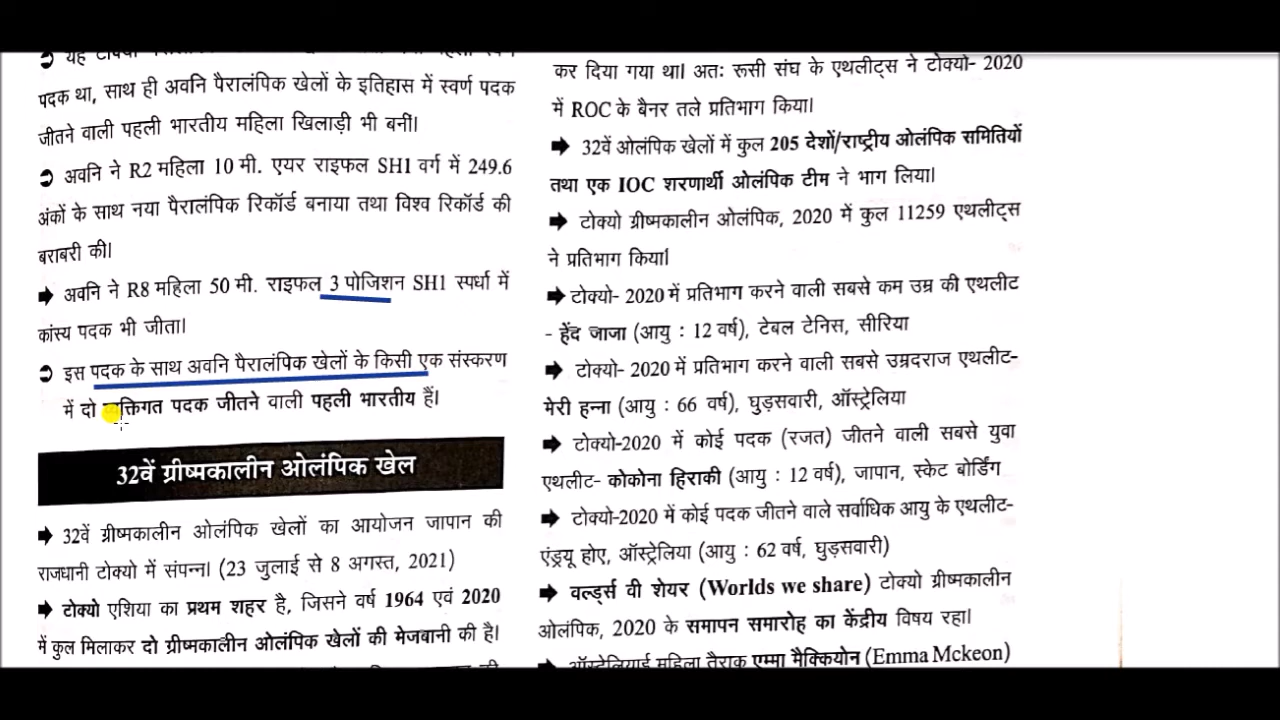 यह
पदक था, साथ ही अवनि पैरालंपिक खेलों के इतिहास में स्वर्ण पदक
जीतने वाली पहली भारतीय महिला खिलाड़ी भी बनीं।
➲ अवनि ने R2 महिला 10 मी. एयर राइफल SH1 वर्ग में 249.6
अंकों के साथ नया पैरालंपिक रिकॉर्ड बनाया तथा विश्व रिकॉर्ड की
बराबरी की।
➡ अवनि ने R8 महिला 50 मी. राइफल 3 पोजिशन SH1 स्पर्धा में
कांस्य पदक भी जीता।
➲ इस पदक के साथ अवनि पैरालंपिक खेलों के किसी एक संस्करण
में दो व्यक्तिगत पदक जीतने वाली पहली भारतीय हैं।
32वें ग्रीष्मकालीन ओलंपिक खेल
➡ 32वें ग्रीष्मकालीन ओलंपिक खेलों का आयोजन जापान की
राजधानी टोक्यो में संपन्न। (23 जुलाई से 8 अगस्त, 2021)
➡ टोक्यो एशिया का प्रथम शहर है, जिसने वर्ष 1964 एवं 2020
में कुल मिलाकर दो ग्रीष्मकालीन ओलंपिक खेलों की मेजबानी की है।
कर दिया गया था। अतः रूसी संघ के एथलीट्स ने टोक्यो- 2020
में ROC के बैनर तले प्रतिभाग किया।
➡ 32वें ओलंपिक खेलों में कुल 205 देशों/राष्ट्रीय ओलंपिक समितियों
तथा एक IOC शरणार्थी ओलंपिक टीम ने भाग लिया।
➡ टोक्यो ग्रीष्मकालीन ओलंपिक, 2020 में कुल 11259 एथलीट्स
ने प्रतिभाग किया।
➡ टोक्यो- 2020 में प्रतिभाग करने वाली सबसे कम उम्र की एथलीट
- हेंद जाजा (आयु : 12 वर्ष), टेबल टेनिस, सीरिया
➡ टोक्यो- 2020 में प्रतिभाग करने वाली सबसे उम्रदराज एथलीट-
मेरी हन्ना (आयु : 66 वर्ष), घुड़सवारी, ऑस्ट्रेलिया
➡ टोक्यो-2020 में कोई पदक (रजत) जीतने वाली सबसे युवा
एथलीट- कोकोना हिराकी (आयु : 12 वर्ष), जापान, स्केट बोर्डिंग
➡ टोक्यो-2020 में कोई पदक जीतने वाले सर्वाधिक आयु के एथलीट-
एंड्रयू होए, ऑस्ट्रेलिया (आयु : 62 वर्ष, घुड़सवारी)
➡ वर्ल्ड्स वी शेयर (Worlds we share) टोक्यो ग्रीष्मकालीन
ओलंपिक, 2020 के समापन समारोह का केंद्रीय विषय रहा।
➡ ऑस्ट्रेलियाई महिला तैराक एम्मा मैक्कियोन (Emma Mckeon)